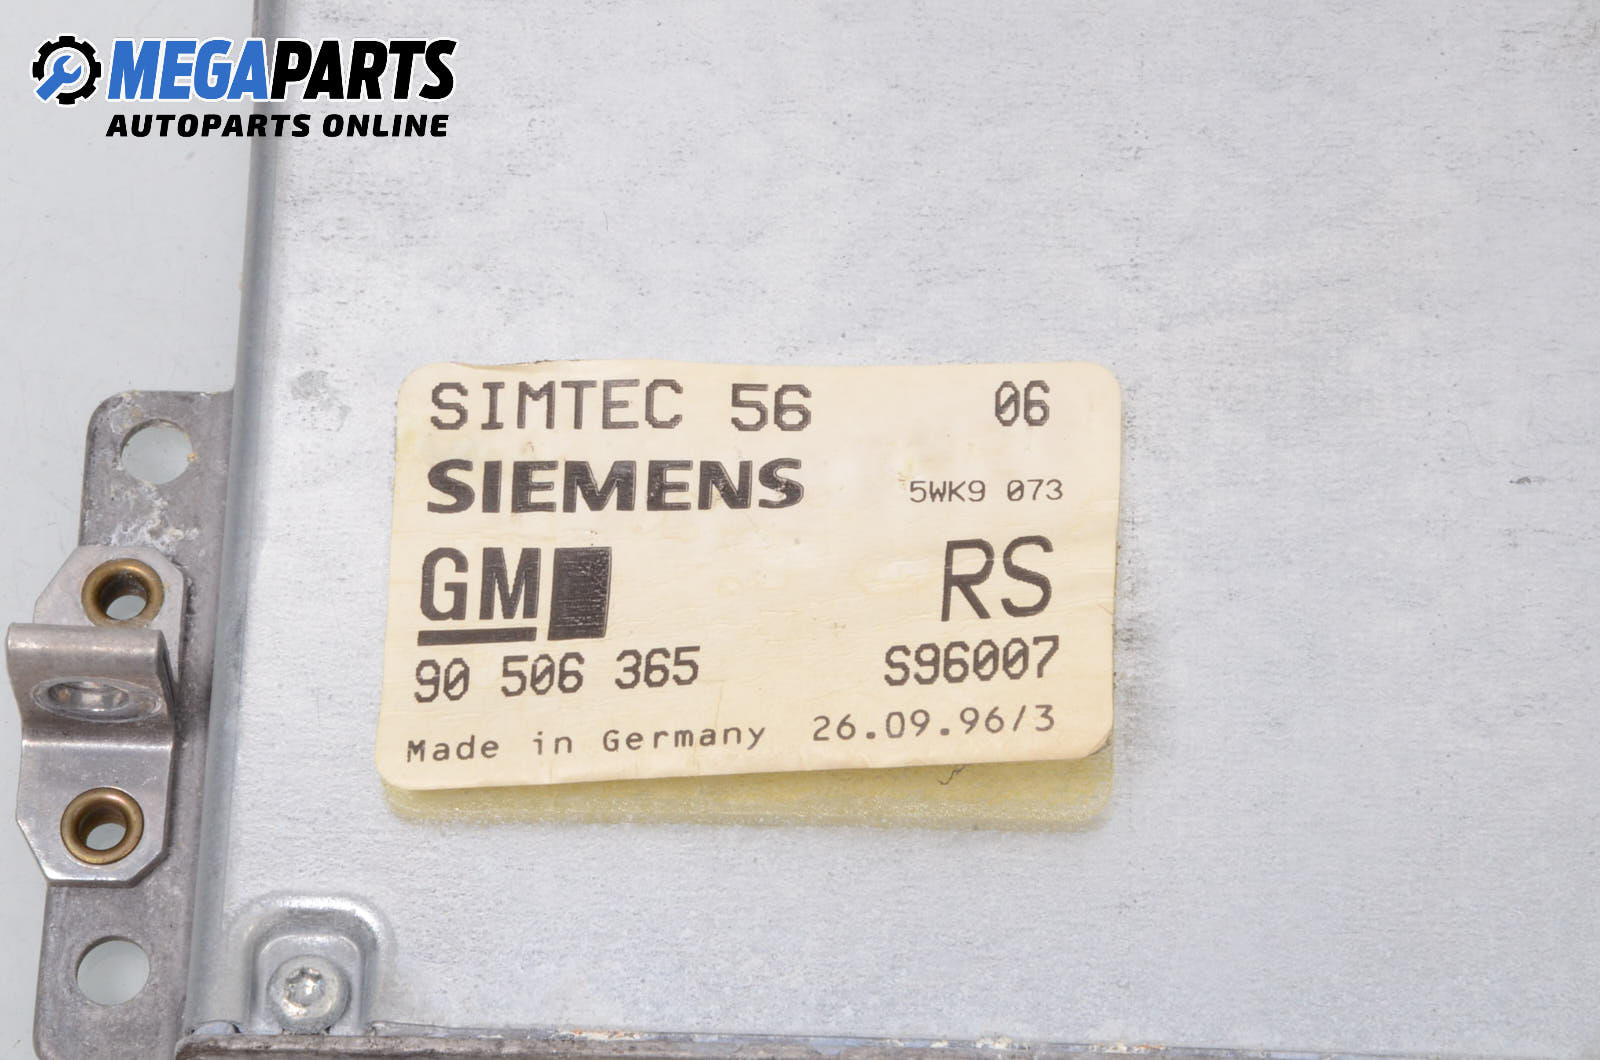 MEGAPARTS
AUTOPARTS ONLINE
SIMTEC 56 06
SIEMENS 5WK9 073
GM RS
90 506 365 S96007
Made in Germany 26.09.96/3